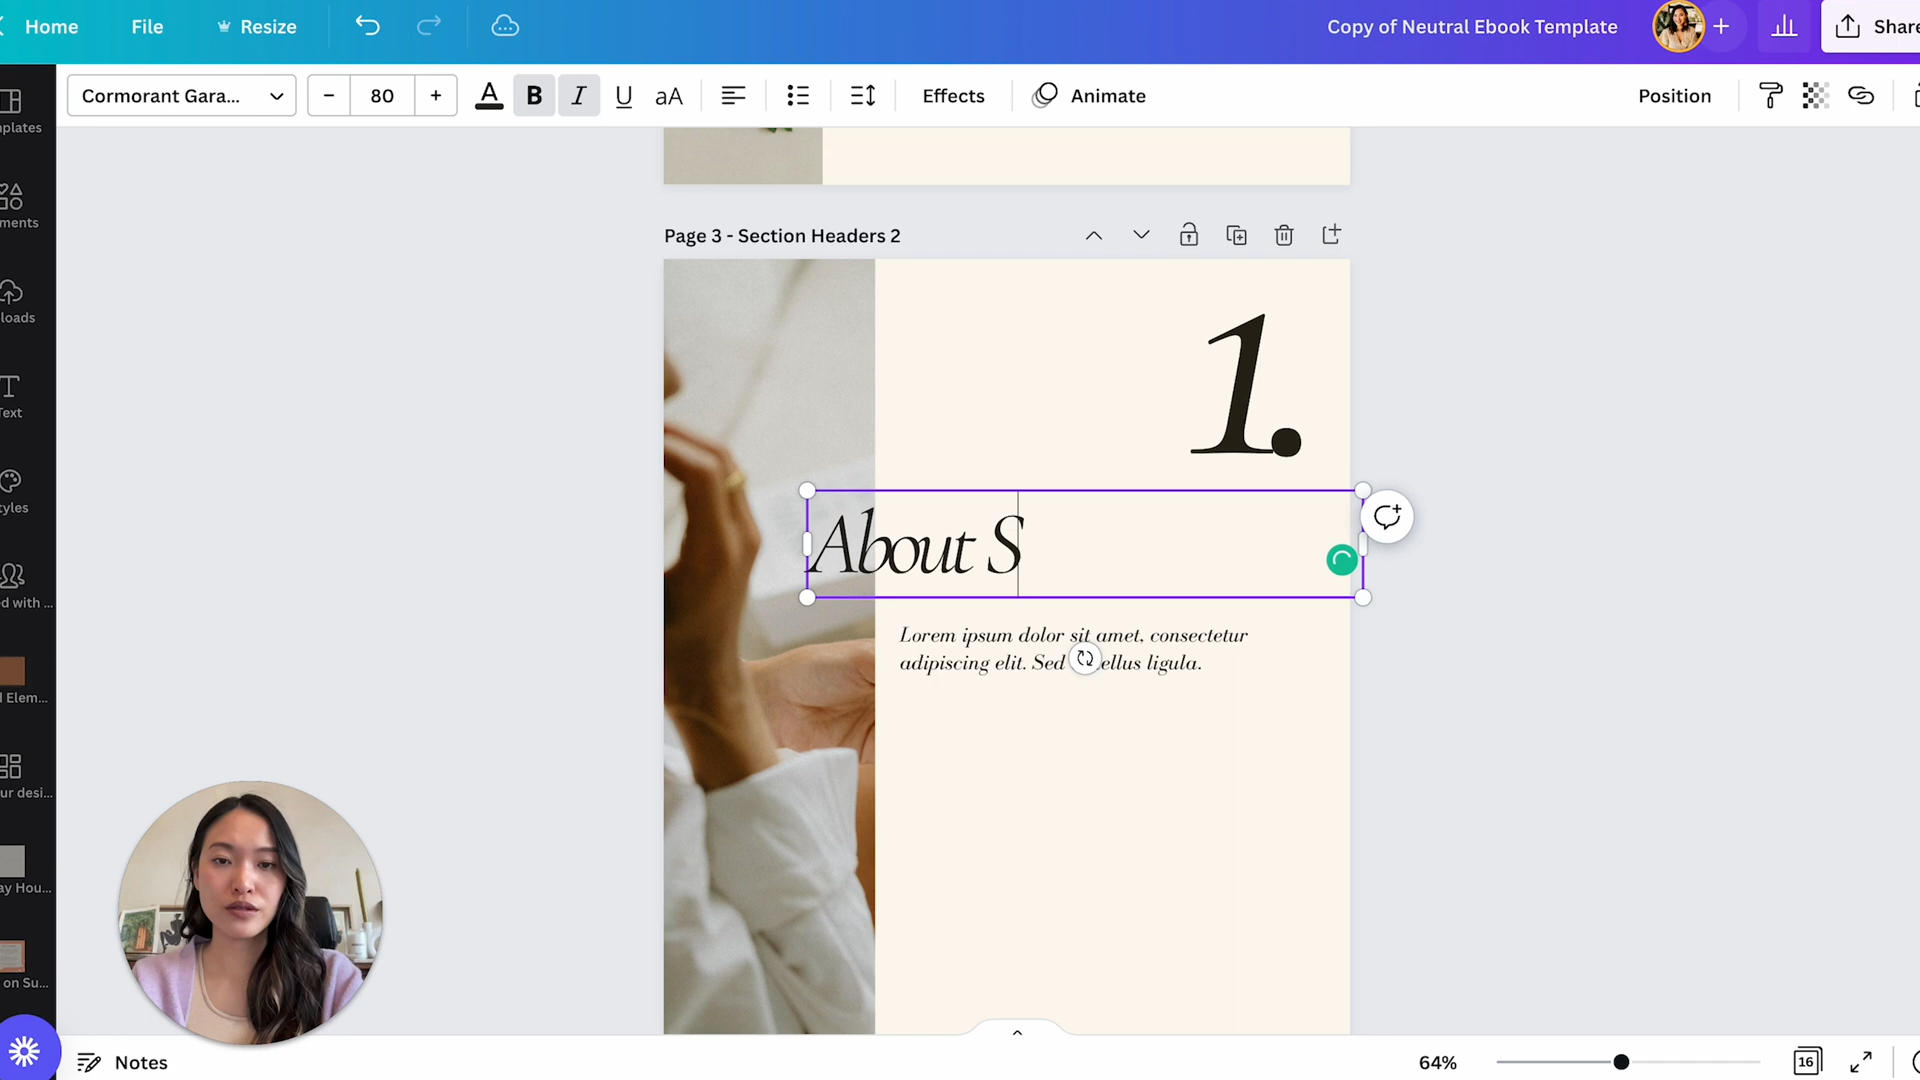 Home File Resize Copy of Neutral Ebook Template + Share
Cormorant Gara... - 80 + A B I U aA Effects Animate Position
Page 3 - Section Headers 2
1.
About S
Lorem ipsum dolor sit amet, consectetur
adipiscing elit. Sed ellus ligula.
mplates
ments
loads
Text
tyles
d with ...
d Elem...
ur desi...
ay Hou...
on Su...
Notes 64% 16